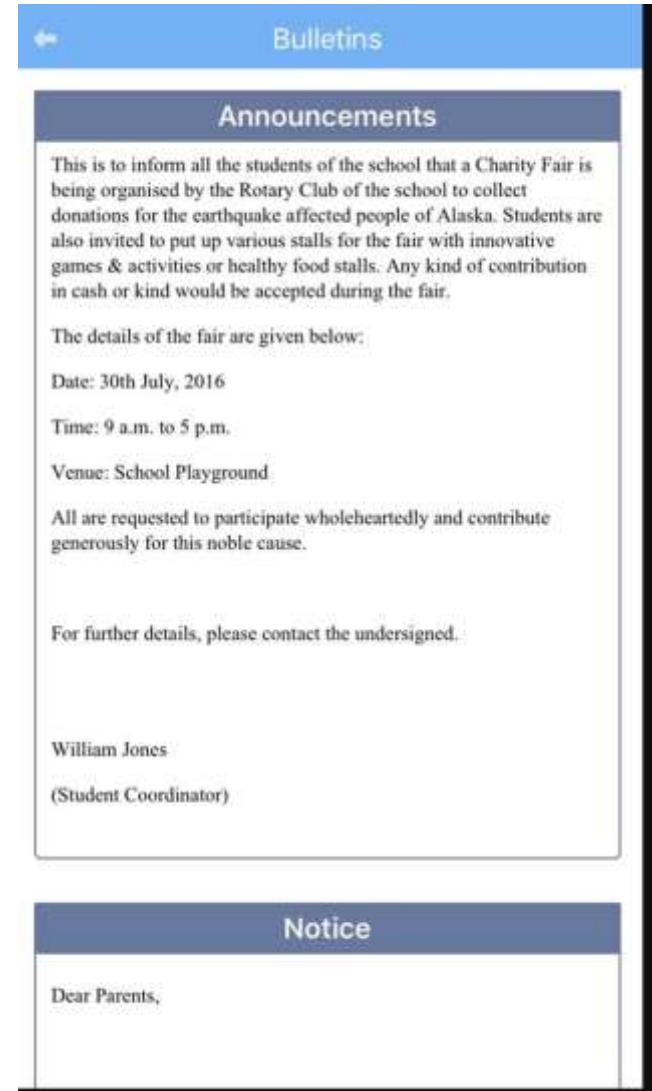 Bulletins
Announcements
This is to inform all the students of the school that a Charity Fair is
being organised by the Rotary Club of the school to collect
donations for the earthquake affected people of Alaska. Students are
also invited to put up various stalls for the fair with innovative
games & activities or healthy food stalls. Any kind of contribution
in cash or kind would be accepted during the fair.
The details of the fair are given below:
Date: 30th July, 2016
Time: 9 a.m. to 5 p.m.
Venue: School Playground
All are requested to participate wholeheartedly and contribute
generously for this noble cause.
For further details, please contact the undersigned.
William Jones
(Student Coordinator)
Notice
Dear Parents,